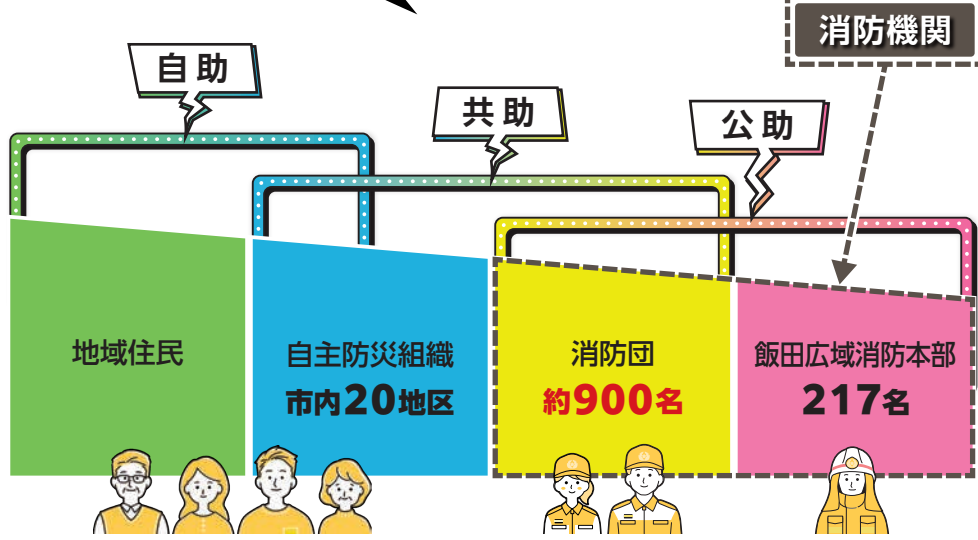 消防機関
自助
共助
公助
地域住民
自主防災組織
市内20地区
消防団
約900名
飯田広域消防本部
217名